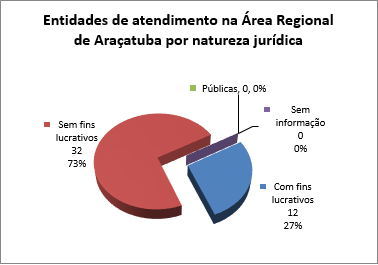 Entidades de atendimento na Área Regional
de Araçatuba por natureza jurídica
Públicas, 0, 0%
Sem
informação
0
0%
Sem fins
lucrativos
32
73%
Com fins
lucrativos
12
27%